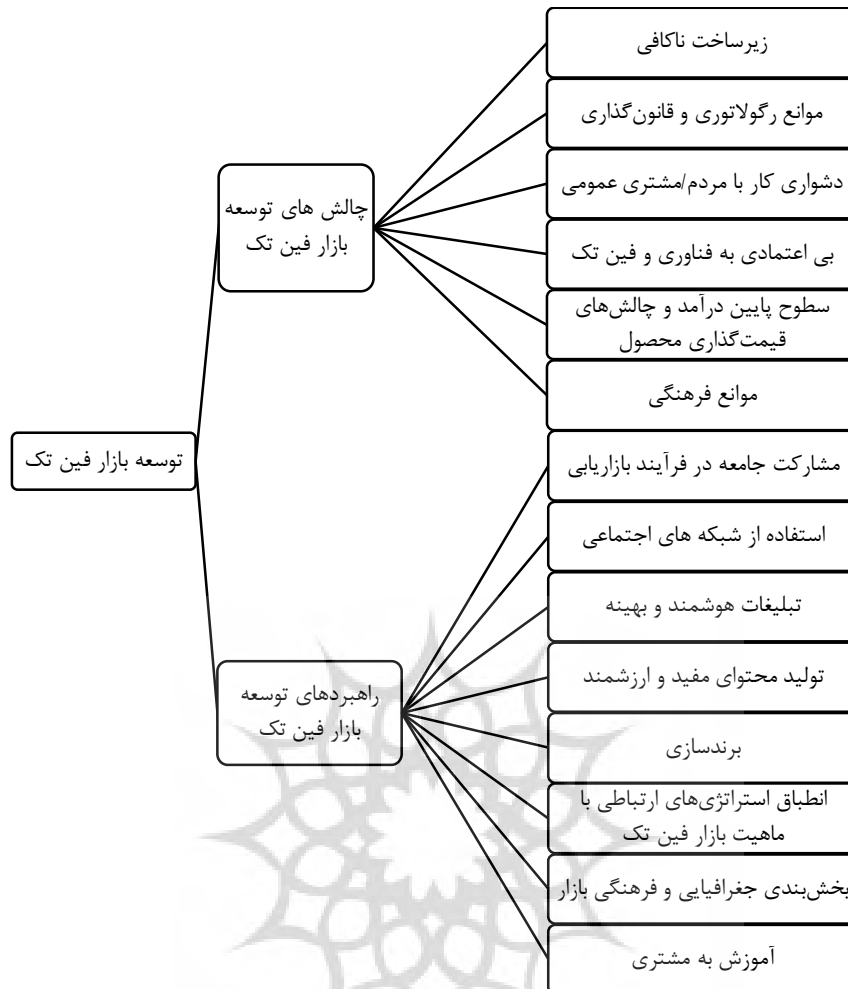 توسعه بازار فین تک
چالش های توسعه
بازار فین تک
زیرساخت ناکافی
موانع رگولاتوری و قانون‌گذاری
دشواری کار با مردم/مشتری عمومی
بی اعتمادی به فناوری و فین تک
سطوح پایین درآمد و چالش‌های
قیمت‌گذاری محصول
موانع فرهنگی
راهبردهای توسعه
بازار فین تک
مشارکت جامعه در فرآیند بازاریابی
استفاده از شبکه های اجتماعی
تبلیغات هوشمند و بهینه
تولید محتوای مفید و ارزشمند
برندسازی
انطباق استراتژی‌های ارتباطی با
ماهیت بازار فین تک
بخش‌بندی جغرافیایی و فرهنگی بازار
آموزش به مشتری